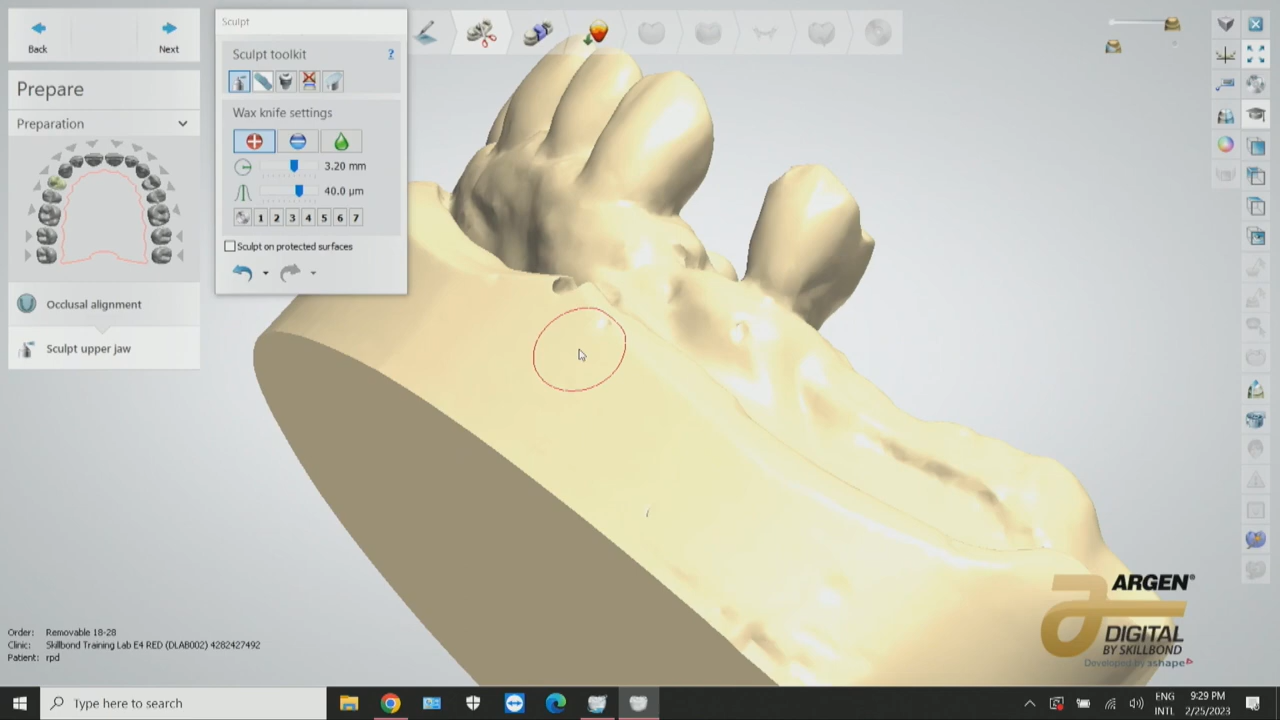 Back
Next
Prepare
Preparation
Occlusal alignment
Sculpt upper jaw
Sculpt
Sculpt toolkit
?
Wax knife settings
3.20 mm
40.0 µm
1 2 3 4 5 6 7
Sculpt on protected surfaces
ARGEN®
DIGITAL
BY SKILLBOND
Developed by 3shape
Order: Removable 18-28
Clinic: Skillbond Training Lab E4 RED (DLAB002) 4282427492
Patient: rpd
Type here to search
ENG
INTL
9:29 PM
2/25/2023